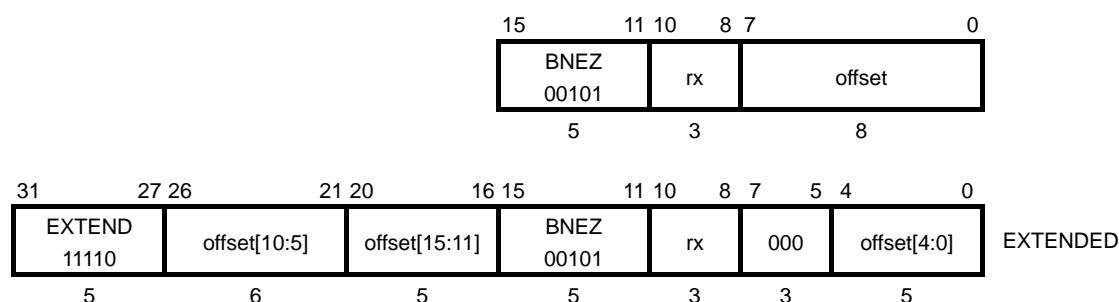 15 11 10 8 7 0
BNEZ
00101 rx offset
5 3 8
31 27 26 21 20 16 15 11 10 8 7 5 4 0
EXTEND
11110 offset[10:5] offset[15:11] BNEZ
00101 rx 000 offset[4:0] EXTENDED
5 6 5 5 3 3 5